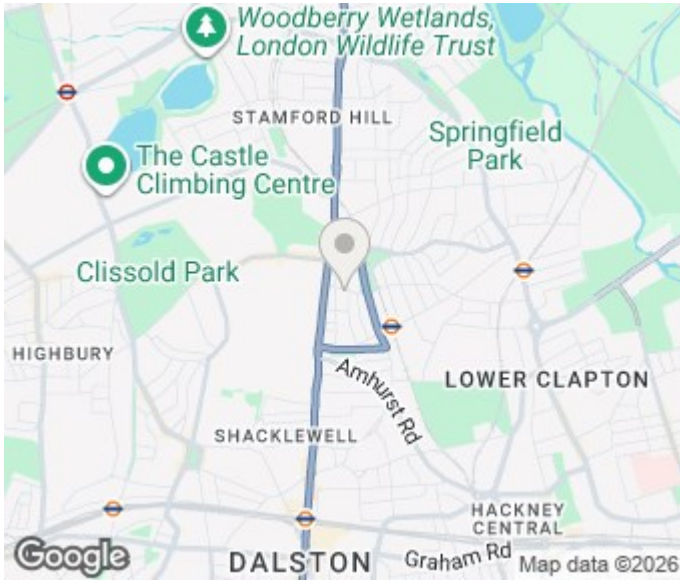 Woodberry Wetlands,
London Wildlife Trust
STAMFORD HILL
Springfield
Park
The Castle
Climbing Centre
Clissold Park
HIGHBURY
Amhurst Rd
LOWER CLAPTON
SHACKLEWELL
HACKNEY
CENTRAL
Google
DALSTON
Graham Rd
Map data ©2026